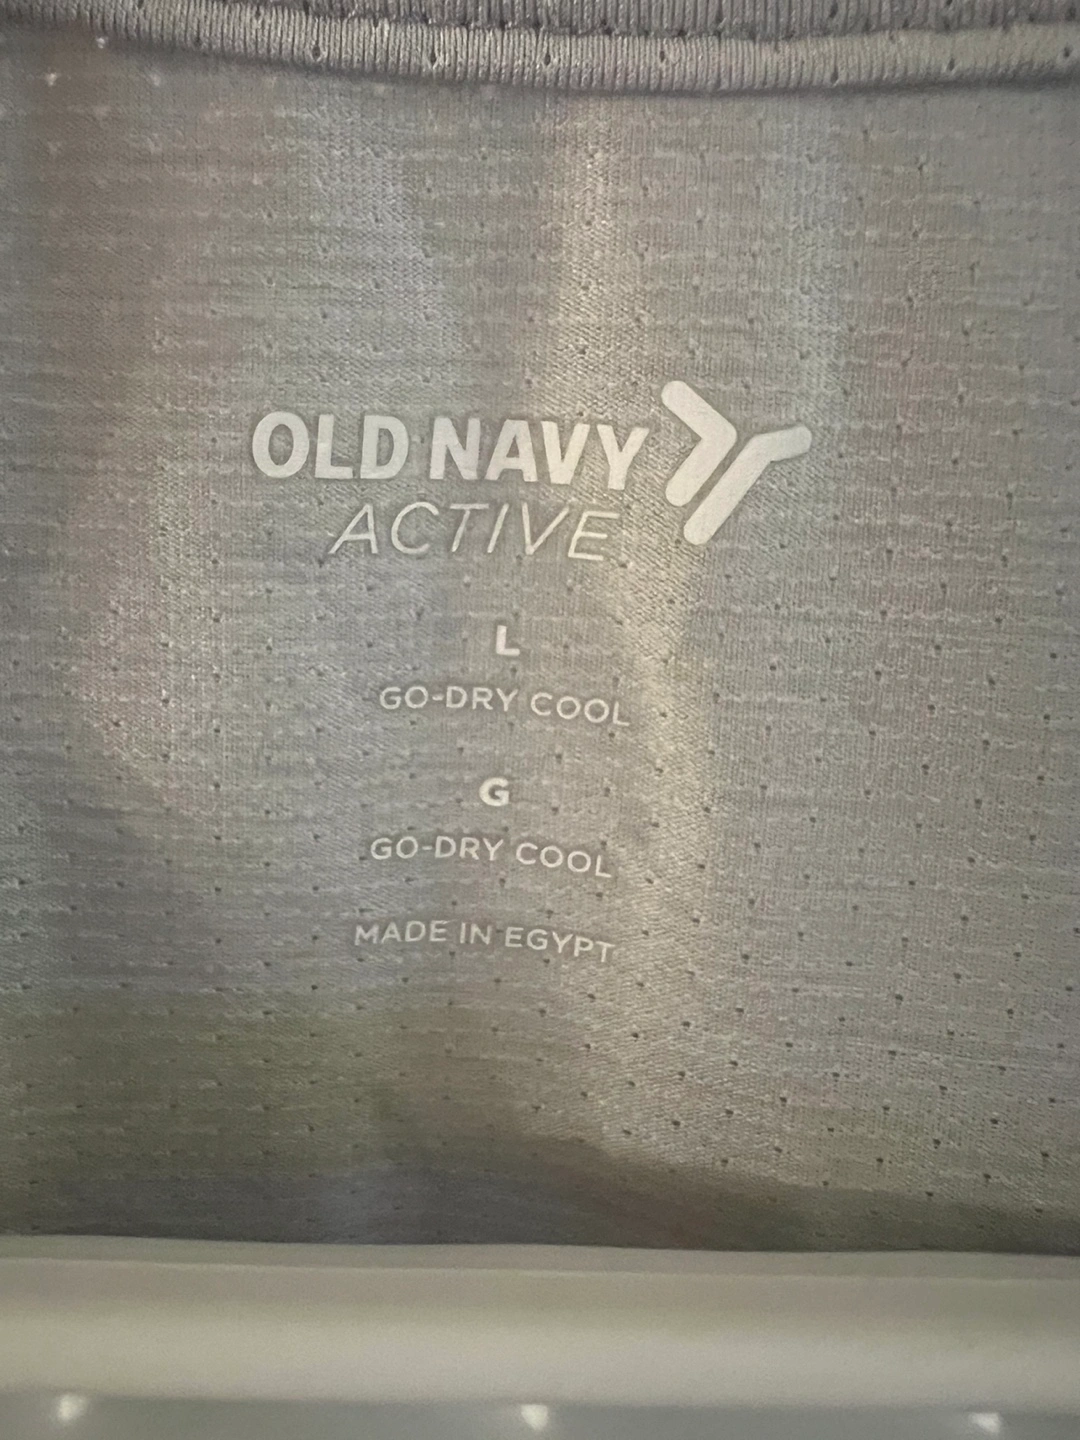 OLD NAVY
ACTIVE
L
GO-DRY COOL
G
GO-DRY COOL
MADE IN EGYPT